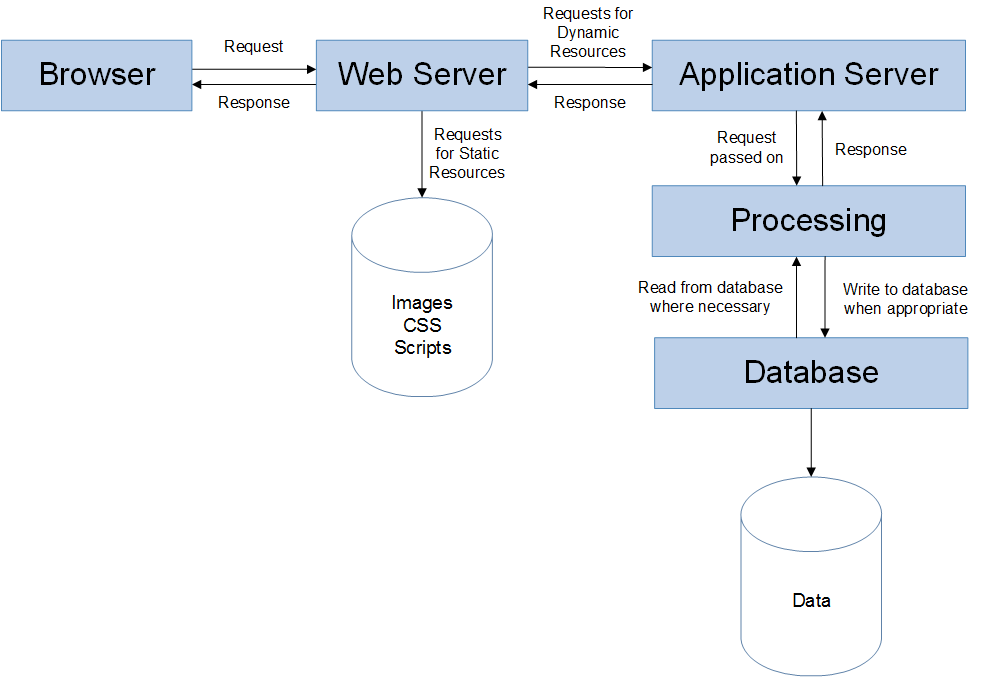 Browser
Request
Response
Web Server
Requests for
Dynamic
Resources
Response
Application Server
Requests
for Static
Resources
Request
passed on
Response
Processing
Images
CSS
Scripts
Read from database
where necessary
Write to database
when appropriate
Database
Data